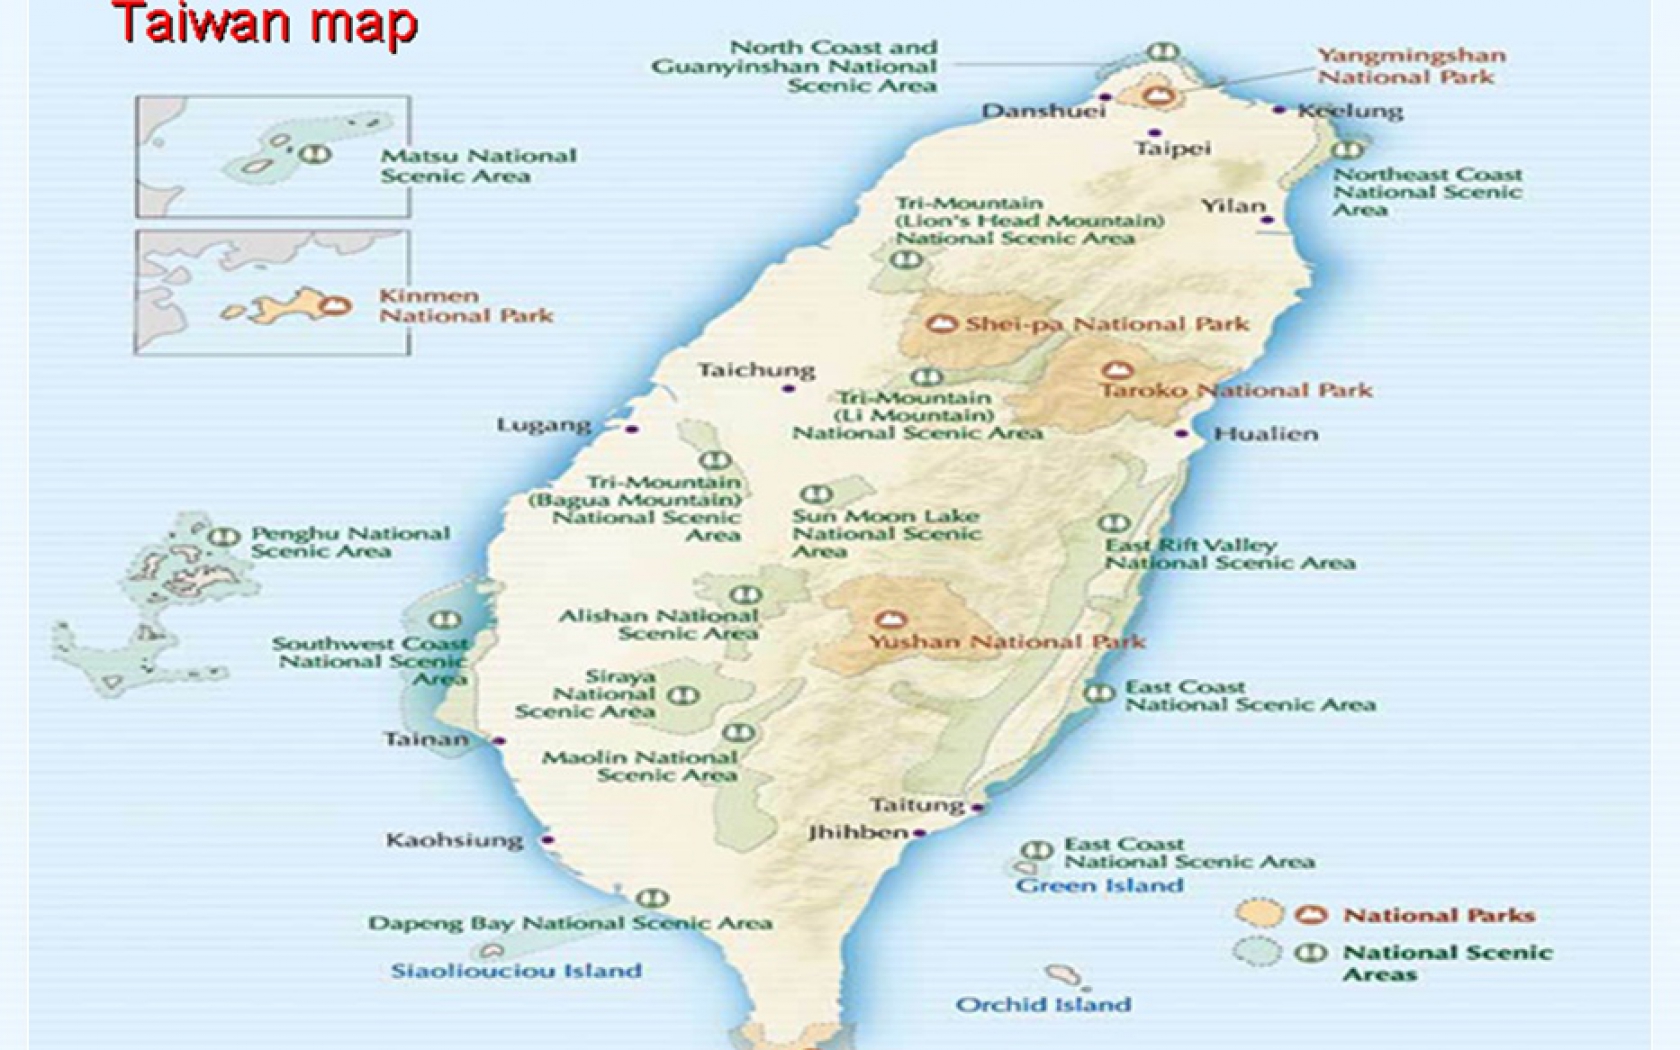 Taiwan map
North Coast and
Guanyinshan National
Scenic Area
Yangmingshan
National Park
Danshuei
Keelung
Taipei
Matsu National
Scenic Area
Northeast Coast
National Scenic
Area
Yilan
Tri-Mountain
(Lion's Head Mountain)
National Scenic Area
Kinmen
National Park
Shei-pa National Park
Taichung
Taroko National Park
Tri-Mountain
(Li Mountain)
National Scenic Area
Lugang
Hualien
Tri-Mountain
(Bagua Mountain)
National Scenic
Area
Sun Moon Lake
National Scenic
Area
Penghu National
Scenic Area
East Rift Valley
National Scenic Area
Alishan National
Scenic Area
Southwest Coast
National Scenic
Area
Yushan National Park
Siraya
National
Scenic Area
East Coast
National Scenic Area
Tainan
Maolin National
Scenic Area
Taitung
Jhihben
Kaohsiung
East Coast
National Scenic Area
Green Island
Dapeng Bay National Scenic Area
Siaoliouciou Island
National Parks
National Scenic
Areas
Orchid Island